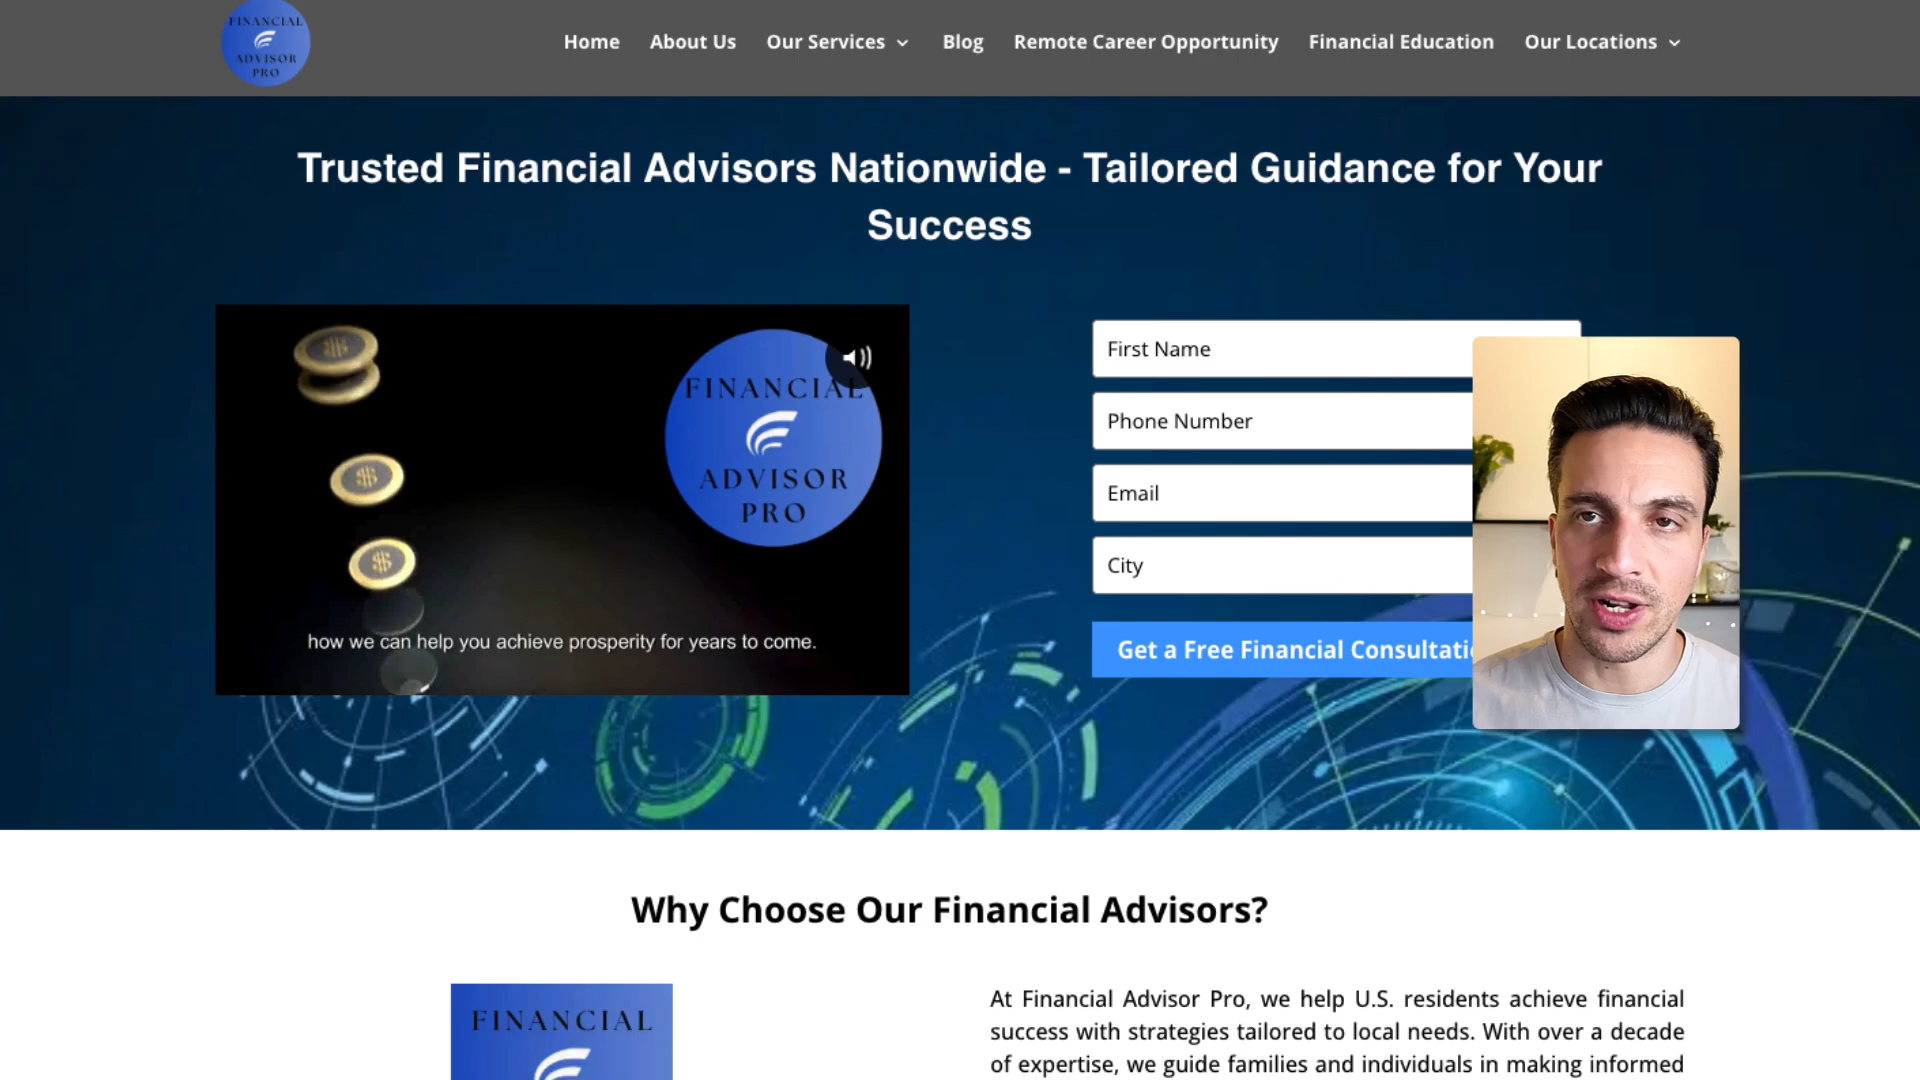 FINANCIAL
ADVISOR
PRO
Home
About Us
Our Services
Blog
Remote Career Opportunity
Financial Education
Our Locations
Trusted Financial Advisors Nationwide - Tailored Guidance for Your
Success
FINANCIAL
ADVISOR
PRO
how we can help you achieve prosperity for years to come.
First Name
Phone Number
Email
City
Get a Free Financial
Why Choose Our Financial Advisors?
FINANCIAL
At Financial Advisor Pro, we help U.S. residents achieve financial
success with strategies tailored to local needs. With over a decade
of expertise, we guide families and individuals in making informed